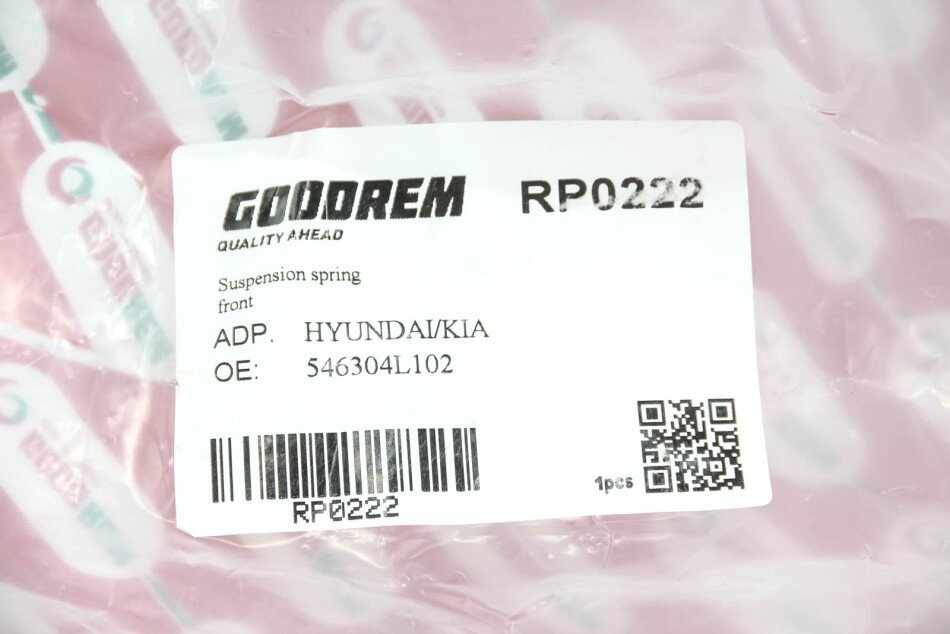 GOODREM RP0222
QUALITY AHEAD
Suspension spring
front
ADP. HYUNDAI/KIA
OE: 546304L102
1pcs
RP0222